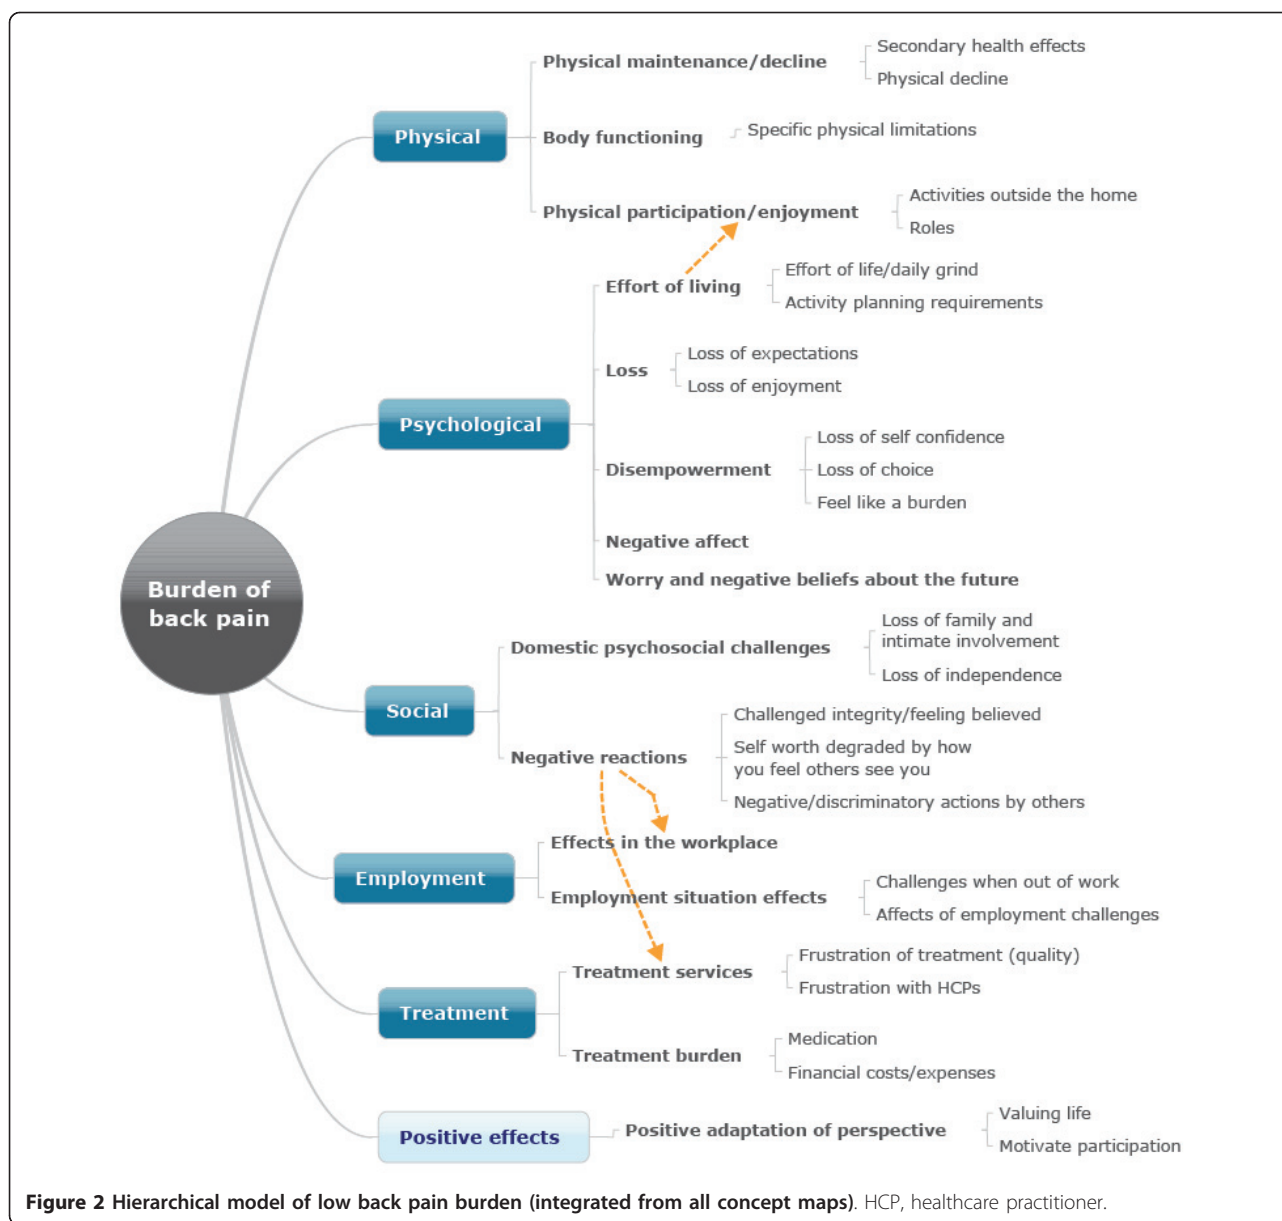 Physical maintenance/decline
Secondary health effects
Physical decline
Physical
Body functioning
Specific physical limitations
Physical participation/enjoyment
Activities outside the home
Roles
Effort of living
Effort of life/daily grind
Activity planning requirements
Loss
Loss of expectations
Loss of enjoyment
Psychological
Disempowerment
Loss of self confidence
Loss of choice
Feel like a burden
Negative affect
Worry and negative beliefs about the future
Burden of
back pain
Domestic psychosocial challenges
Loss of family and
intimate involvement
Loss of independence
Social
Negative reactions
Challenged integrity/feeling believed
Self worth degraded by how
you feel others see you
Negative/discriminatory actions by others
Effects in the workplace
Employment
Employment situation effects
Challenges when out of work
Affects of employment challenges
Treatment services
Frustration of treatment (quality)
Frustration with HCPs
Treatment
Treatment burden
Medication
Financial costs/expenses
Positive effects
Positive adaptation of perspective
Valuing life
Motivate participation
Figure 2 Hierarchical model of low back pain burden (integrated from all concept maps). HCP, healthcare practitioner.